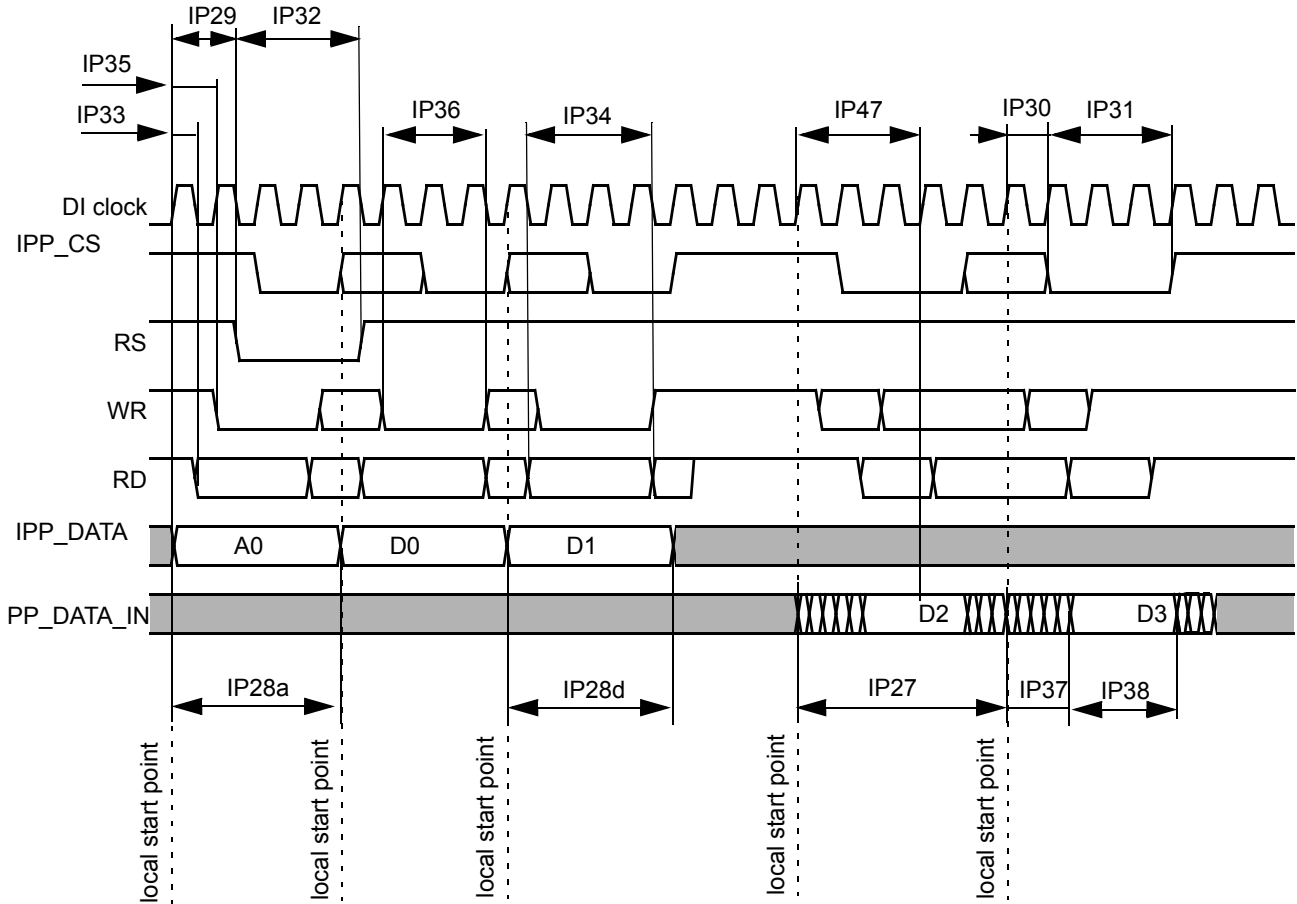 IP29
IP32
IP35
IP33
IP36
IP34
IP47
IP30
IP31
DI clock
IPP_CS
RS
WR
RD
IPP_DATA
A0
D0
D1
PP_DATA_IN
D2
D3
IP28a
IP28d
IP27
IP37
IP38
local start point
local start point
local start point
local start point
local start point